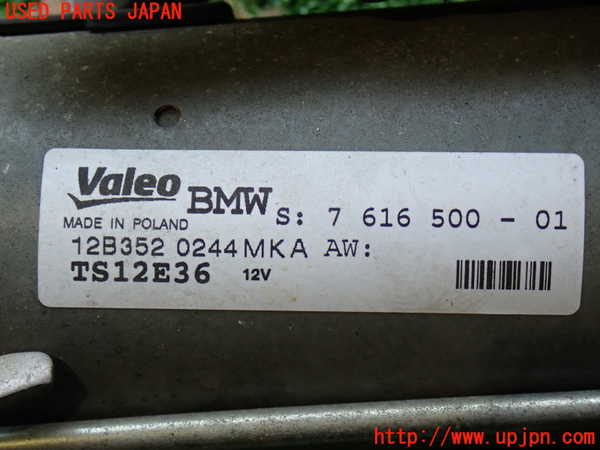 USED PARTS JAPAN
Valeo BMW S: 7 616 500 - 01
MADE IN POLAND
12B352 0244MKA AW:
TS12E36 12V
http://www.upjpn.com